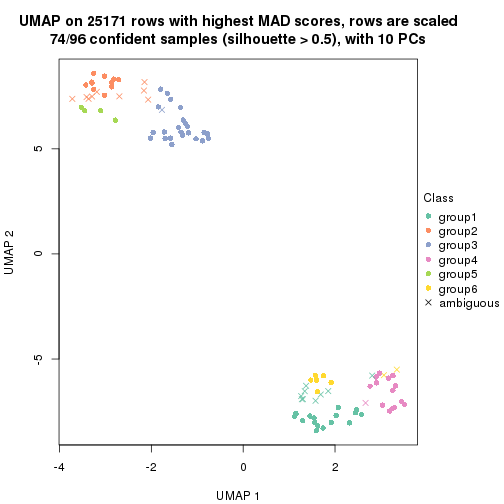 UMAP on 25171 rows with highest MAD scores, rows are scaled
74/96 confident samples (silhouette > 0.5), with 10 PCs
5
0
-5
UMAP 2
-4
-2
0
2
UMAP 1
Class
group1
group2
group3
group4
group5
group6
ambiguous